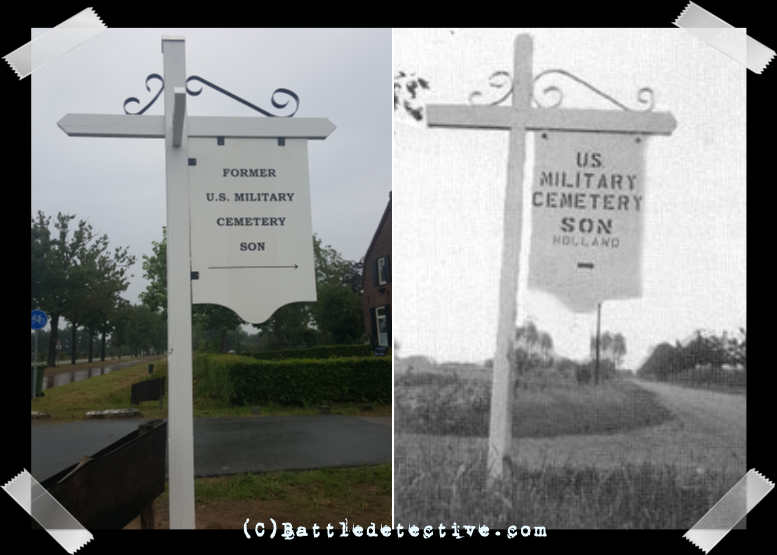 FORMER
U.S. MILITARY
CEMETERY
SON
US
MILITARY
CEMETERY
SON
HOLLAND
(C)Battledetective.com